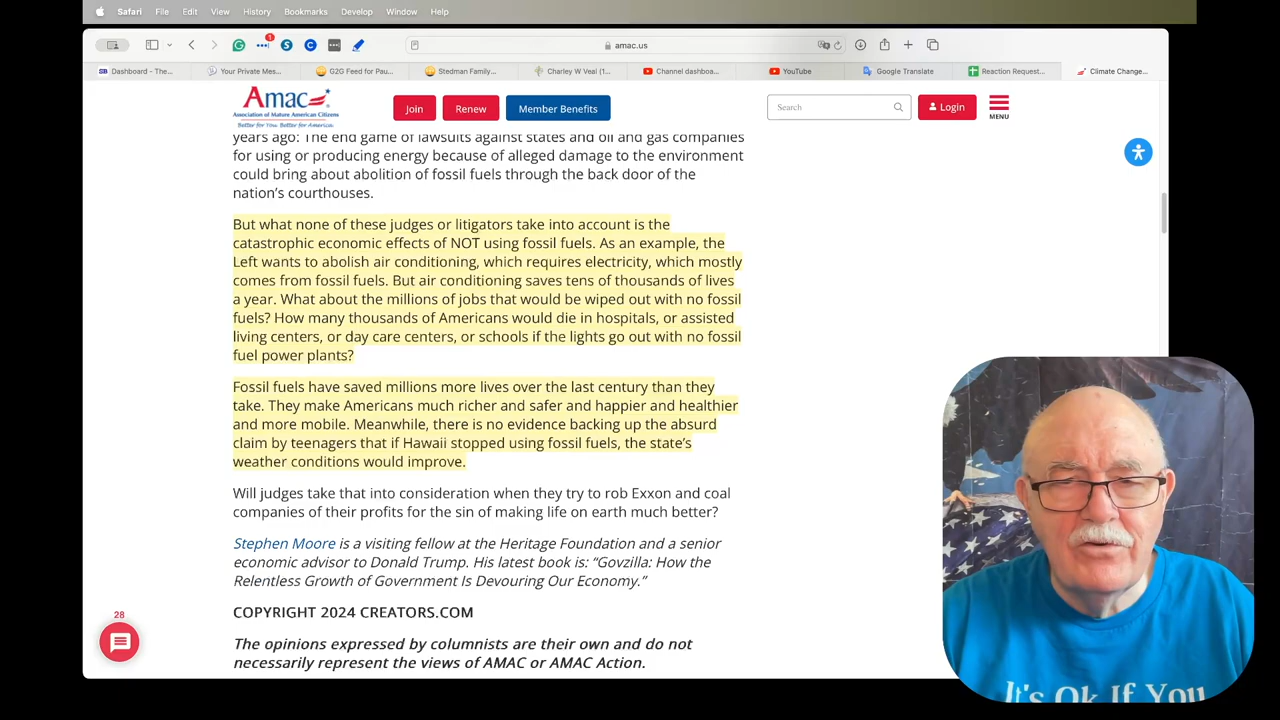 Safari File Edit View History Bookmarks Develop Window Help
amac.us
Dashboard - The... Your Private Mes... G2G Feed for Pau... Stedman Family... Charley W Veal (1... Channel dashboa... YouTube Google Translate Reaction Request... Climate Change...
Amac
Association of Mature American Citizens
Better for You. Better for America.
Join Renew Member Benefits Search Login MENU
years ago: The end game of lawsuits against states and oil and gas companies
for using or producing energy because of alleged damage to the environment
could bring about abolition of fossil fuels through the back door of the
nation's courthouses.
But what none of these judges or litigators take into account is the
catastrophic economic effects of NOT using fossil fuels. As an example, the
Left wants to abolish air conditioning, which requires electricity, which mostly
comes from fossil fuels. But air conditioning saves tens of thousands of lives
a year. What about the millions of jobs that would be wiped out with no fossil
fuels? How many thousands of Americans would die in hospitals, or assisted
living centers, or day care centers, or schools if the lights go out with no fossil
fuel power plants?
Fossil fuels have saved millions more lives over the last century than they
take. They make Americans much richer and safer and happier and healthier
and more mobile. Meanwhile, there is no evidence backing up the absurd
claim by teenagers that if Hawaii stopped using fossil fuels, the state's
weather conditions would improve.
Will judges take that into consideration when they try to rob Exxon and coal
companies of their profits for the sin of making life on earth much better?
Stephen Moore is a visiting fellow at the Heritage Foundation and a senior
economic advisor to Donald Trump. His latest book is: “Govzilla: How the
Relentless Growth of Government Is Devouring Our Economy.”
COPYRIGHT 2024 CREATORS.COM
The opinions expressed by columnists are their own and do not
necessarily represent the views of AMAC or AMAC Action.
28
It's Ok If You